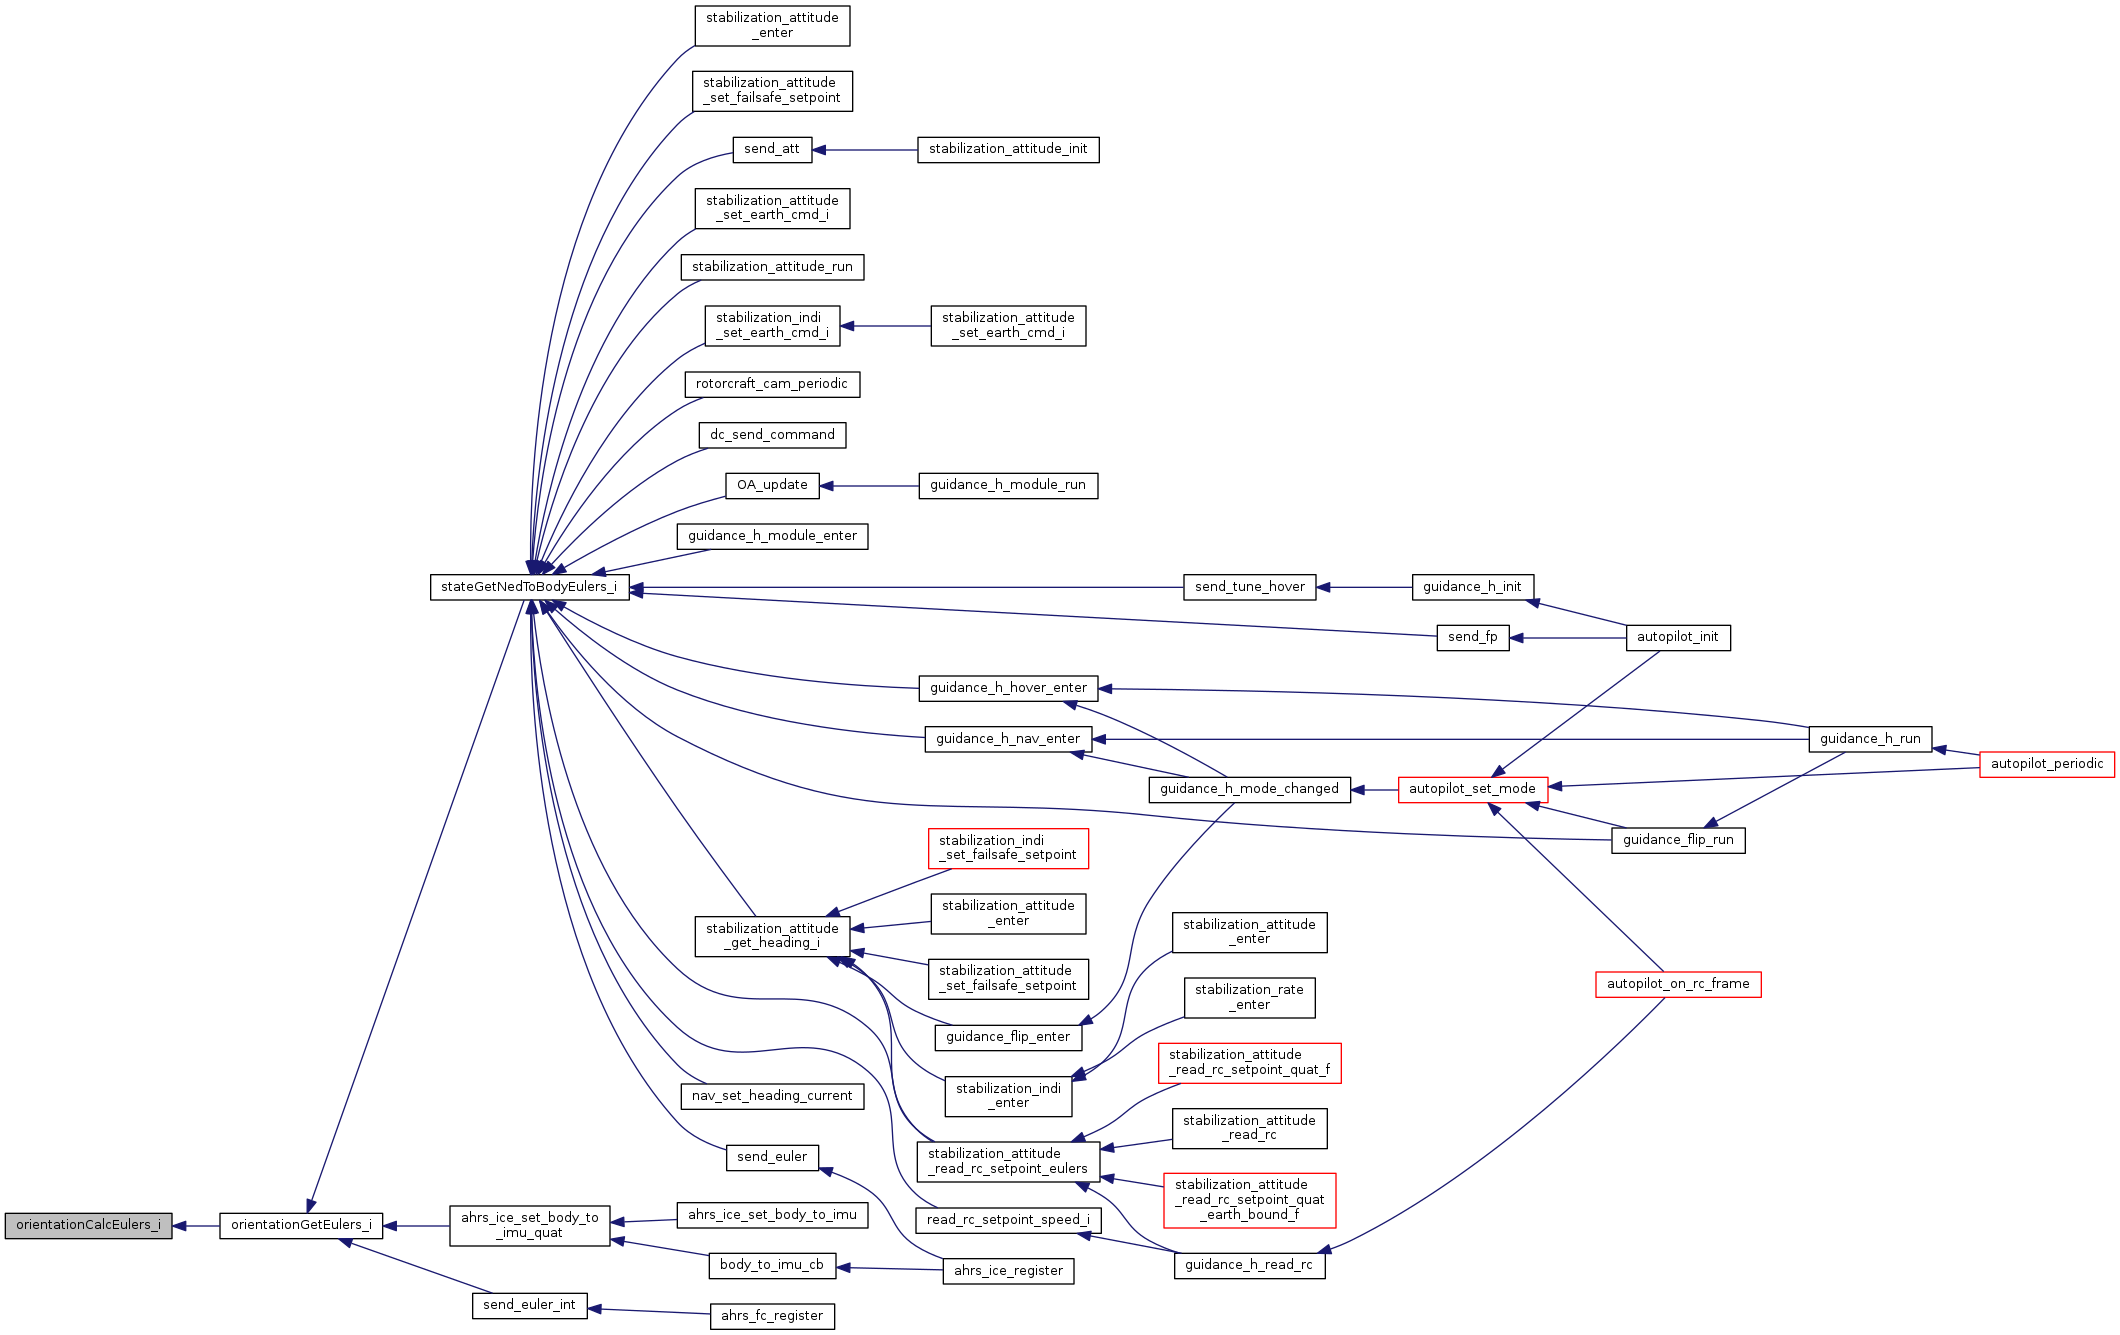 stabilization_attitude
_enter
stabilization_attitude
_set_failsafe_setpoint
send_att
stabilization_attitude_init
stabilization_attitude
_set_earth_cmd_i
stabilization_attitude_run
stabilization_indi
_set_earth_cmd_i
stabilization_attitude
_set_earth_cmd_i
rotorcraft_cam_periodic
dc_send_command
OA_update
guidance_h_module_run
guidance_h_module_enter
stateGetNedToBodyEulers_i
send_tune_hover
guidance_h_init
send_fp
autopilot_init
guidance_h_hover_enter
guidance_h_nav_enter
guidance_h_run
autopilot_periodic
guidance_h_mode_changed
autopilot_set_mode
guidance_flip_run
stabilization_indi
_set_failsafe_setpoint
stabilization_attitude
_get_heading_i
stabilization_attitude
_enter
stabilization_attitude
_enter
stabilization_attitude
_set_failsafe_setpoint
autopilot_on_rc_frame
stabilization_rate
_enter
guidance_flip_enter
stabilization_attitude
_read_rc_setpoint_quat_f
nav_set_heading_current
stabilization_indi
_enter
stabilization_attitude
_read_rc
send_euler
stabilization_attitude
_read_rc_setpoint_eulers
stabilization_attitude
_read_rc_setpoint_quat
_earth_bound_f
orientationCalcEulers_i
orientationGetEulers_i
ahrs_ice_set_body_to
_imu_quat
ahrs_ice_set_body_to_imu
read_rc_setpoint_speed_i
body_to_imu_cb
ahrs_ice_register
guidance_h_read_rc
send_euler_int
ahrs_fc_register